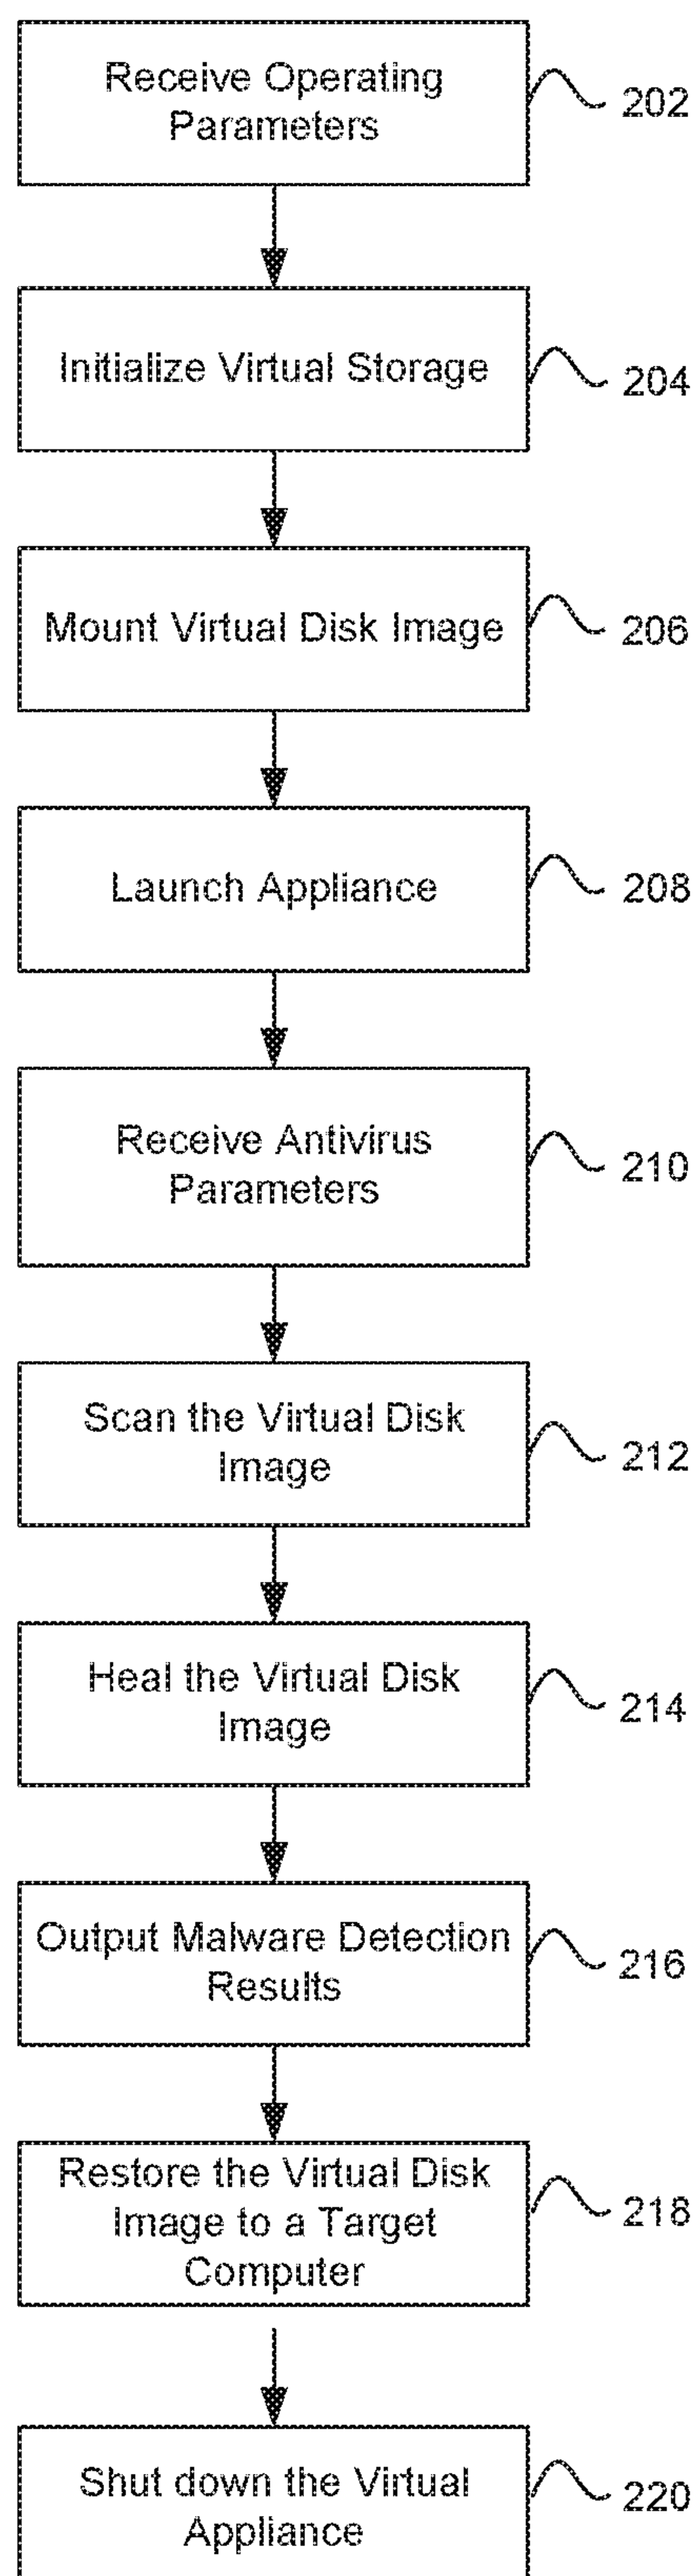 Receive Operating
Parameters
202
Initialize Virtual Storage
204
Mount Virtual Disk Image
206
Launch Appliance
208
Receive Antivirus
Parameters
210
Scan the Virtual Disk
Image
212
Heal the Virtual Disk
Image
214
Output Malware Detection
Results
216
Restore the Virtual Disk
Image to a Target
Computer
218
Shut down the Virtual
Appliance
220